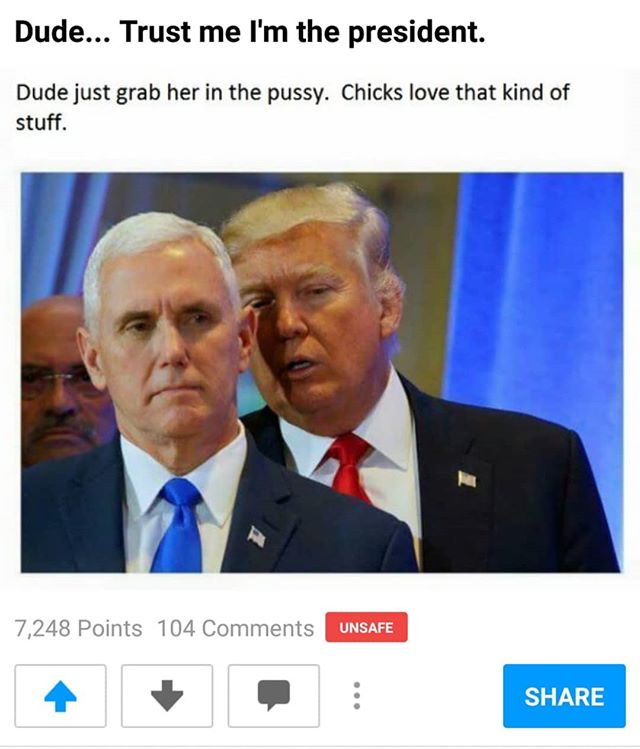 Dude... Trust me I'm the president.
Dude just grab her in the pussy.  Chicks love that kind of
stuff.
7,248 Points 104 Comments UNSAFE
SHARE